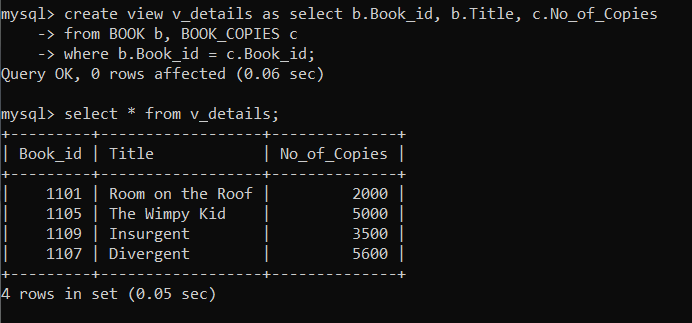 mysql> create view v_details as select b.Book_id, b.Title, c.No_of_Copies
    -> from BOOK b, BOOK_COPIES c
    -> where b.Book_id = c.Book_id;
Query OK, 0 rows affected (0.06 sec)

mysql> select * from v_details;
+---------+------------------+--------------+
| Book_id | Title            | No_of_Copies |
+---------+------------------+--------------+
|    1101 | Room on the Roof |         2000 |
|    1105 | The Wimpy Kid    |         5000 |
|    1109 | Insurgent        |         3500 |
|    1107 | Divergent        |         5600 |
+---------+------------------+--------------+
4 rows in set (0.05 sec)